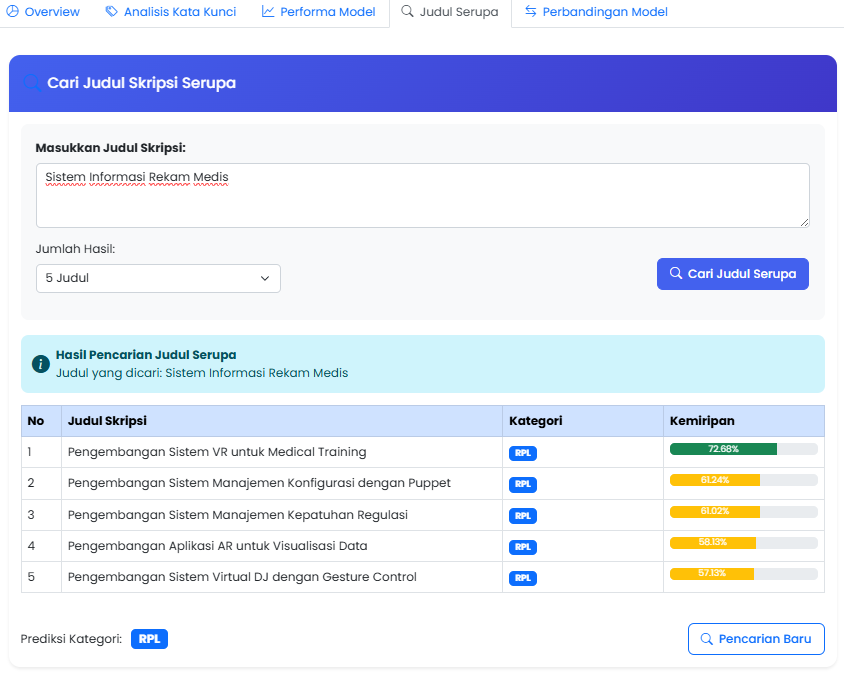 Overview Analisis Kata Kunci Performa Model Judul Serupa Perbandingan Model
Cari Judul Skripsi Serupa
Masukkan Judul Skripsi:
Sistem Informasi Rekam Medis
Jumlah Hasil:
5 Judul
Cari Judul Serupa
Hasil Pencarian Judul Serupa
Judul yang dicari: Sistem Informasi Rekam Medis
No Judul Skripsi Kategori Kemiripan
1 Pengembangan Sistem VR untuk Medical Training RPL 72.68%
2 Pengembangan Sistem Manajemen Konfigurasi dengan Puppet RPL 61.24%
3 Pengembangan Sistem Manajemen Kepatuhan Regulasi RPL 61.02%
4 Pengembangan Aplikasi AR untuk Visualisasi Data RPL 58.13%
5 Pengembangan Sistem Virtual DJ dengan Gesture Control RPL 57.13%
Prediksi Kategori: RPL
Pencarian Baru